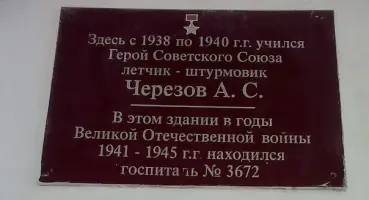 Здесь с 1938 по 1940 г.г. учился
Герой Советского Союза
летчик - штурмовик
Черезов А. С.
В этом здании в годы
Великой Отечественной войны
1941 - 1945 г.г. находился
госпиталь № 3672